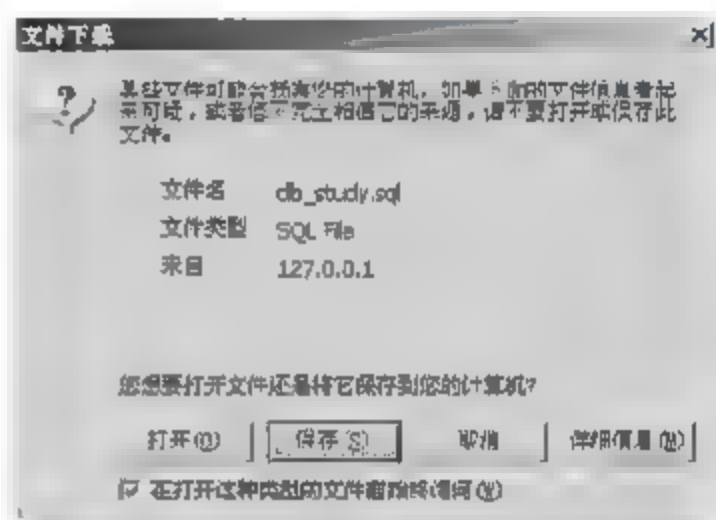 文件下载
某些文件可能会损害您的计算机。如果下面的文件信息看起
来可疑，或者您不完全相信它的来源，请不要打开或保存此
文件。
文件名 db_study.sql
文件类型 SQL File
来自 127.0.0.1
您想要打开文件还是将它保存到您的计算机?
打开(O) 保存(S) 取消 详细信息(M)
在打开这种类型的文件前始终询问(W)